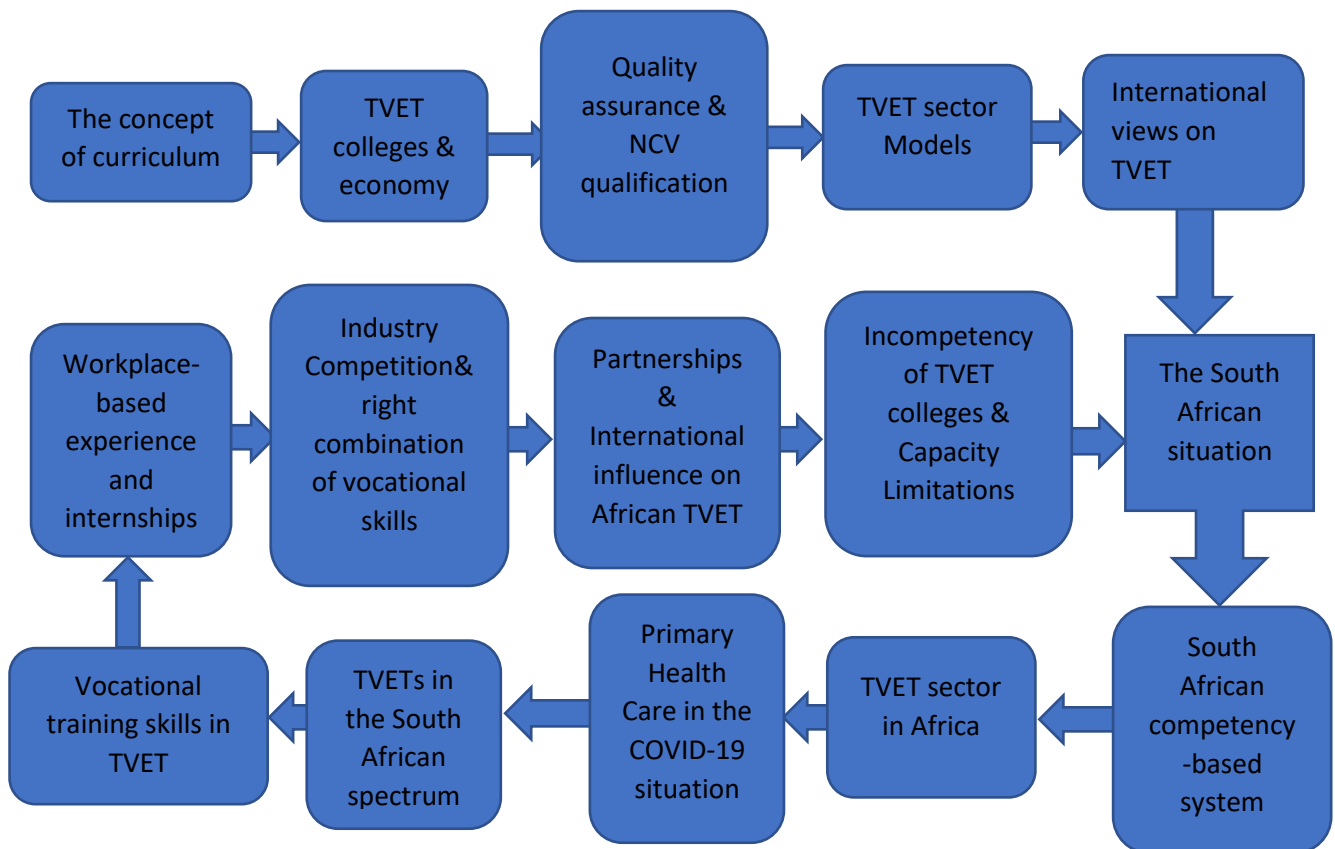 The concept
of curriculum
TVET
colleges &
economy
Quality
assurance &
NCV
qualification
TVET sector
Models
International
views on
TVET
Workplace-
based
experience
and
internships
Industry
Competition&
right
combination
of vocational
skills
Partnerships
&
International
influence on
African TVET
Incompetency
of TVET
colleges &
Capacity
Limitations
The South
African
situation
Vocational
training skills in
TVET
TVETs in
the South
African
spectrum
Primary
Health
Care in the
COVID-19
situation
TVET sector
in Africa
South
African
competency
-based
system